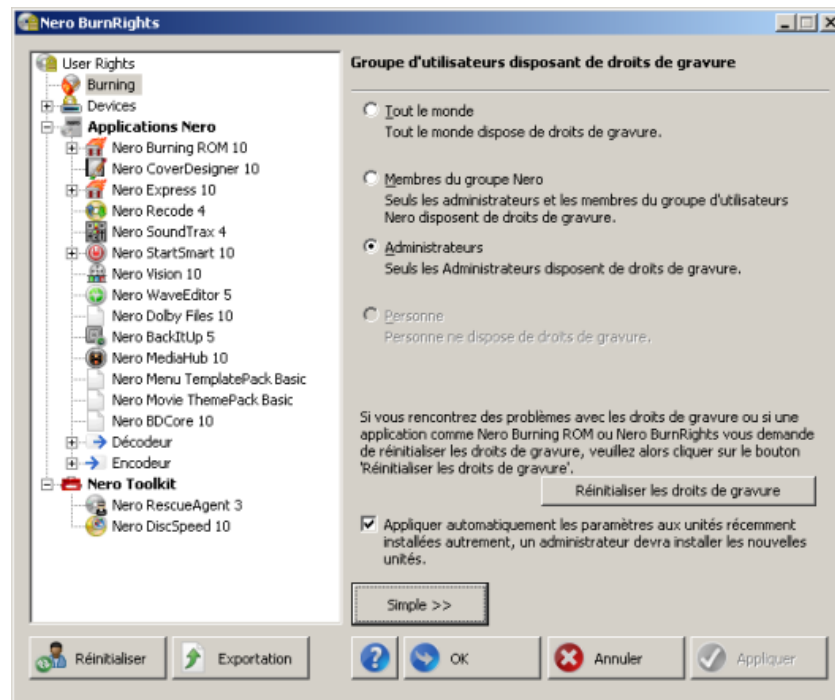 Nero BurnRights
User Rights
Burning
Devices
Applications Nero
Nero Burning ROM 10
Nero CoverDesigner 10
Nero Express 10
Nero Recode 4
Nero SoundTrax 4
Nero StartSmart 10
Nero Vision 10
Nero WaveEditor 5
Nero Dolby Files 10
Nero BackItUp 5
Nero MediaHub 10
Nero Menu TemplatePack Basic
Nero Movie ThemePack Basic
Nero BDCore 10
Décodeur
Encodeur
Nero Toolkit
Nero RescueAgent 3
Nero DiscSpeed 10
Groupe d'utilisateurs disposant de droits de gravure
Tout le monde
Tout le monde dispose de droits de gravure.
Membres du groupe Nero
Seuls les administrateurs et les membres du groupe d'utilisateurs
Nero disposent de droits de gravure.
Administrateurs
Seuls les Administrateurs disposent de droits de gravure.
Personne
Personne ne dispose de droits de gravure.
Si vous rencontrez des problèmes avec les droits de gravure ou si une
application comme Nero Burning ROM ou Nero BurnRights vous demande
de réinitialiser les droits de gravure, veuillez alors cliquer sur le bouton
'Réinitialiser les droits de gravure'.
Réinitialiser les droits de gravure
Appliquer automatiquement les paramètres aux unités récemment
installées autrement, un administrateur devra installer les nouvelles
unités.
Simple >>
Réinitialiser
Exportation
?
OK
Annuler
Appliquer